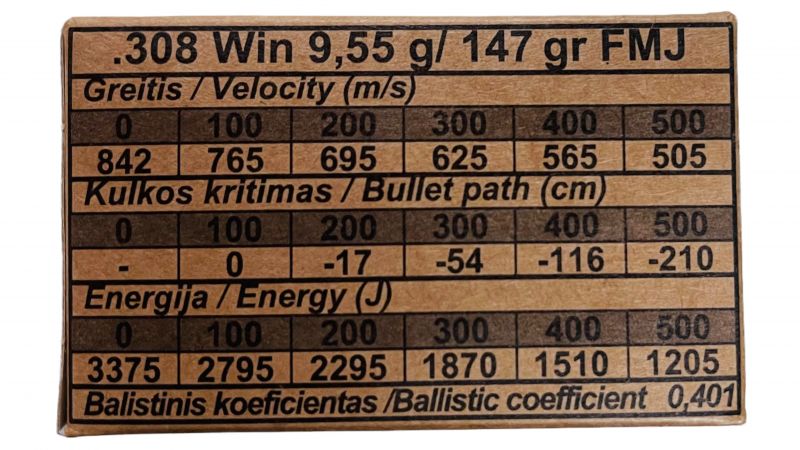 .308 Win 9,55 g/ 147 gr FMJ
Greitis / Velocity (m/s)
0 100 200 300 400 500
842 765 695 625 565 505
Kulkos kritimas / Bullet path (cm)
0 100 200 300 400 500
- 0 -17 -54 -116 -210
Energija / Energy (J)
0 100 200 300 400 500
3375 2795 2295 1870 1510 1205
Balistinis koeficientas /Ballistic coefficient 0,401